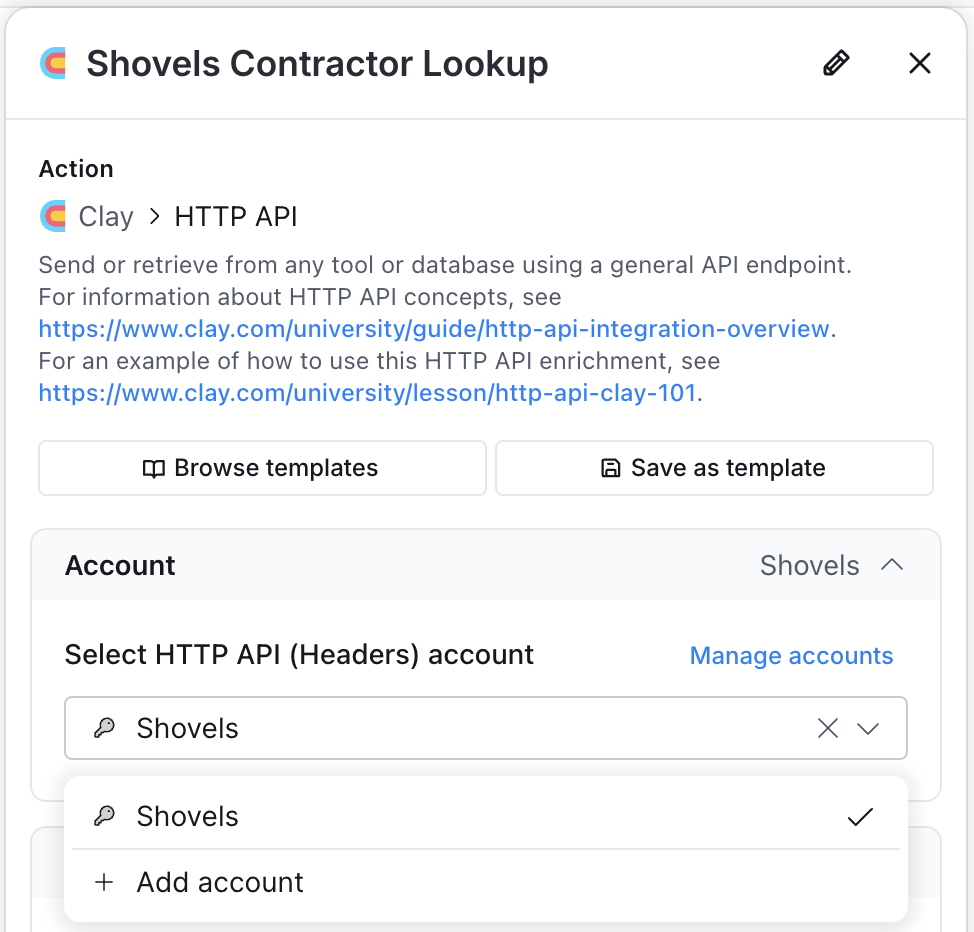 Shovels Contractor Lookup
Action
Clay > HTTP API
Send or retrieve from any tool or database using a general API endpoint.
For information about HTTP API concepts, see
https://www.clay.com/university/guide/http-api-integration-overview.
For an example of how to use this HTTP API enrichment, see
https://www.clay.com/university/lesson/http-api-clay-101.
Browse templates
Save as template
Account
Shovels
Select HTTP API (Headers) account
Manage accounts
Shovels
Shovels
+ Add account